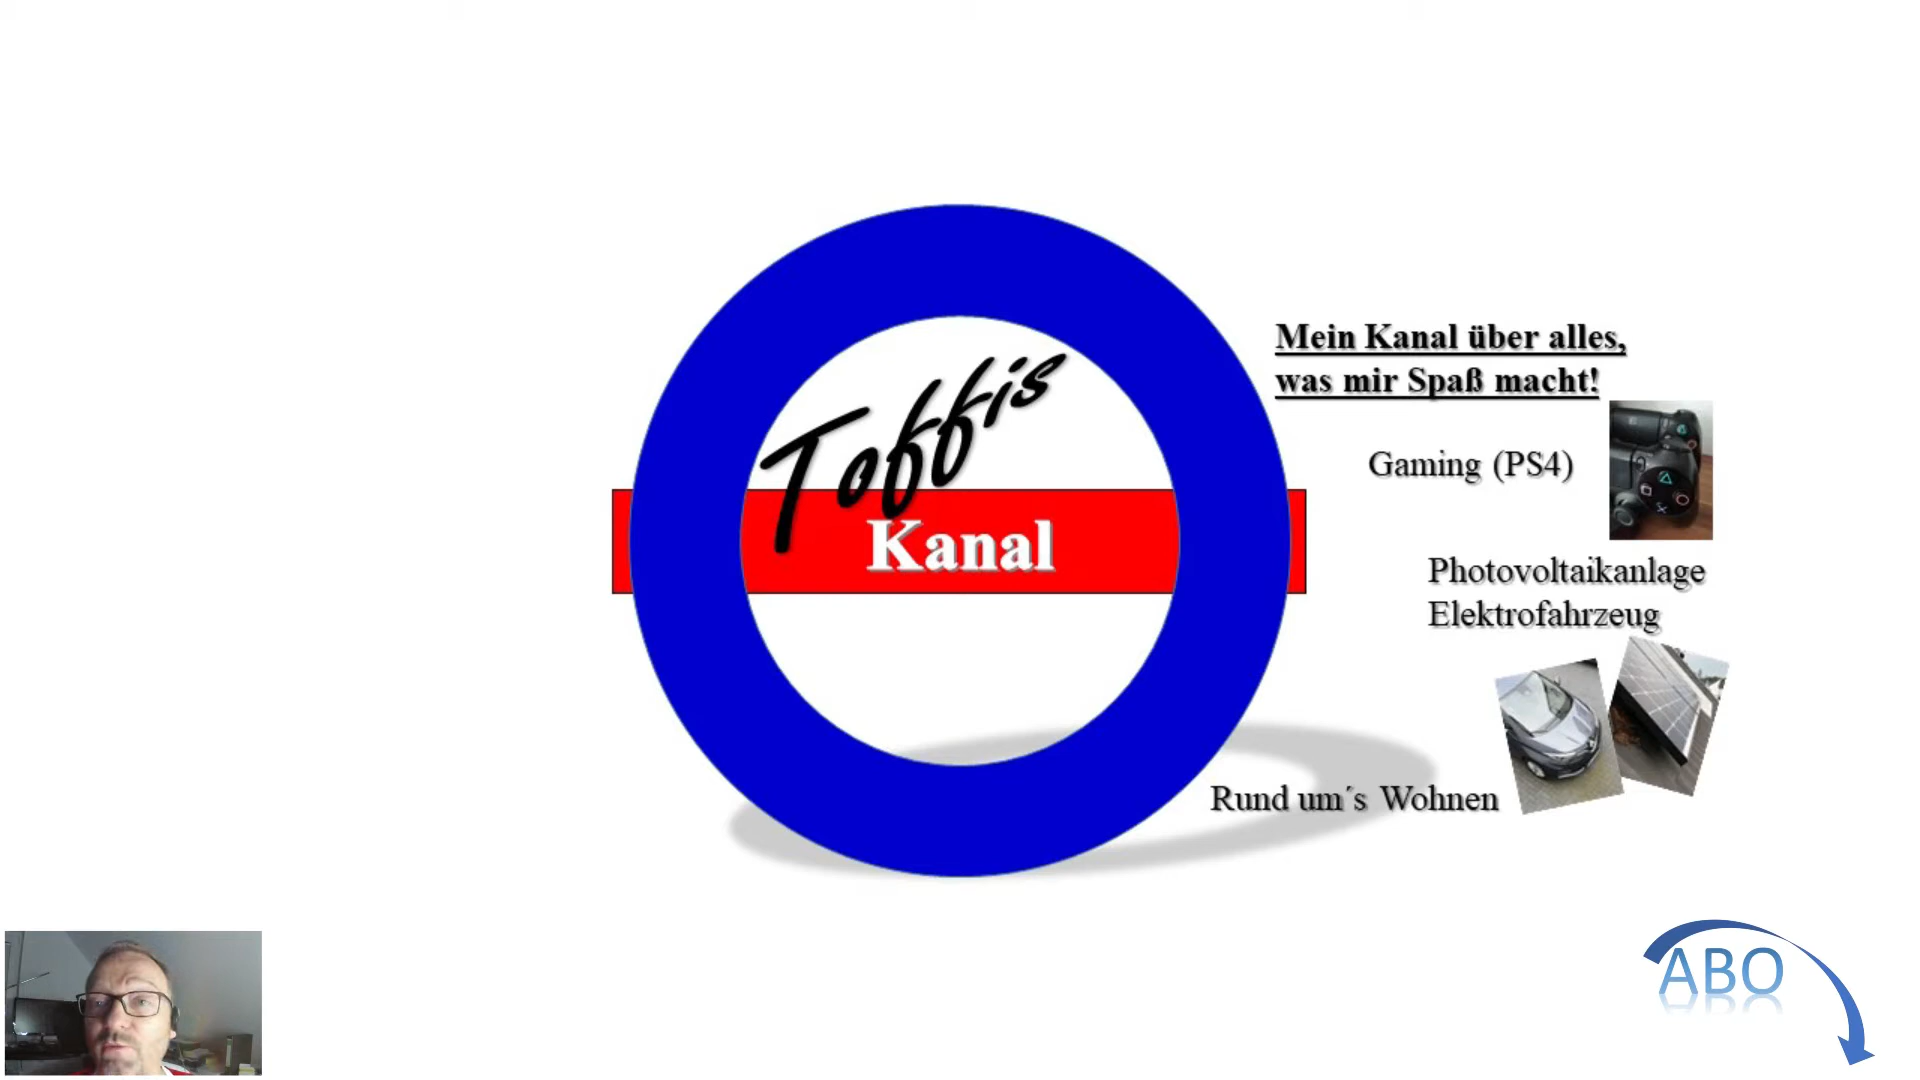 Toffis
Kanal
Mein Kanal über alles,
was mir Spaß macht!
Gaming (PS4)
Photovoltaikanlage
Elektrofahrzeug
Rund um´s Wohnen
ABO